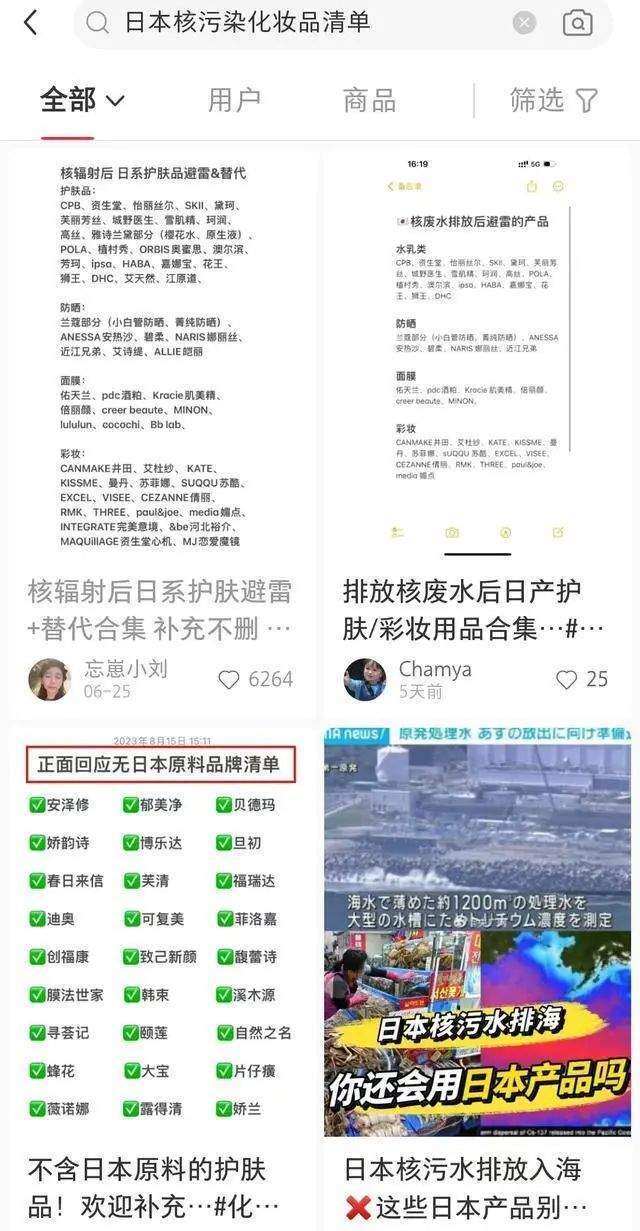 日本核污染化妆品清单
全部
用户
商品
筛选
核辐射后 日系护肤品避雷&替代
护肤品：
CPB、资生堂、怡丽丝尔、SKII、黛珂、
芙丽芳丝、城野医生、雪肌精、珂润、
高丝、雅诗兰黛部分（樱花水、原生液）、
POLA、植村秀、ORBIS奥蜜思、澳尔滨、
芳珂、ipsa、HABA、嘉娜宝、花王、
狮王、DHC、艾天然、江原道、
防晒：
兰蔻部分（小白管防晒、菁纯防晒）、
ANESSA安热沙、碧柔、NARIS娜丽丝、
近江兄弟、艾诗缇、ALLIE皑丽
面膜：
佑天兰、pdc酒粕、Kracie肌美精、
倍丽颜、creer beaute、MINON、
lululun、cocochi、Bb lab、
彩妆：
CANMAKE井田、艾杜纱、KATE、
KISSME、曼丹、苏菲娜、SUQQU苏酷、
EXCEL、VISEE、CEZANNE倩丽、
RMK、THREE、paul&joe、media媚点、
INTEGRATE完美意境、&be河北裕介、
MAQuillAGE资生堂心机、MJ恋爱魔镜
核辐射后日系护肤避雷
+替代合集 补充不删 …
忘崽小刘
06-25
6264
16:19
5G
备忘录
核废水排放后避雷的产品
水乳类
CPB、资生堂、怡丽丝尔、SKII、黛珂、芙丽芳
丝、城野医生、雪肌精、珂润、高丝、POLA、
植村秀、澳尔滨、ipsa、HABA、嘉娜宝、花
王、狮王、DHC
防晒
兰蔻部分（小白管防晒，菁纯防晒）、ANESSA
安热沙、碧柔、NARIS娜丽丝、近江兄弟
面膜
佑天兰、pdc酒粕、Kracie 肌美精、倍丽颜、
creer beaute、MINON、
彩妆
CANMAKE井田、艾杜纱、KATE、KISSME、曼
丹、苏菲娜、sUQQU 苏酷、EXCEL、VISEE、
CEZANNE倩丽、RMK、THREE、paul&joe、
media 媚点
排放核废水后日产护
肤/彩妆用品合集…#…
Chamya
5天前
25
2023年8月15日 15:11
正面回应无日本原料品牌清单
安泽修 郁美净 贝德玛
娇韵诗 博乐达 旦初
春日来信 芙清 福瑞达
迪奥 可复美 菲洛嘉
创福康 致己新颜 馥蕾诗
膜法世家 韩束 溪木源
寻荟记 颐莲 自然之名
蜂花 大宝 片仔癀
薇诺娜 露得清 娇兰
不含日本原料的护肤
品！欢迎补充…#化…
news/ 原発処理水 あすの放出に向け準備
第一原発
海水で薄めた約1200㎥の処理水を
大型の水槽にためトリチウム濃度を測定
日本核污水排海
你还会用日本产品吗
arm dispersal of Cs-137 into the Pacific Oc
日本核污水排放入海
❌这些日本产品别…